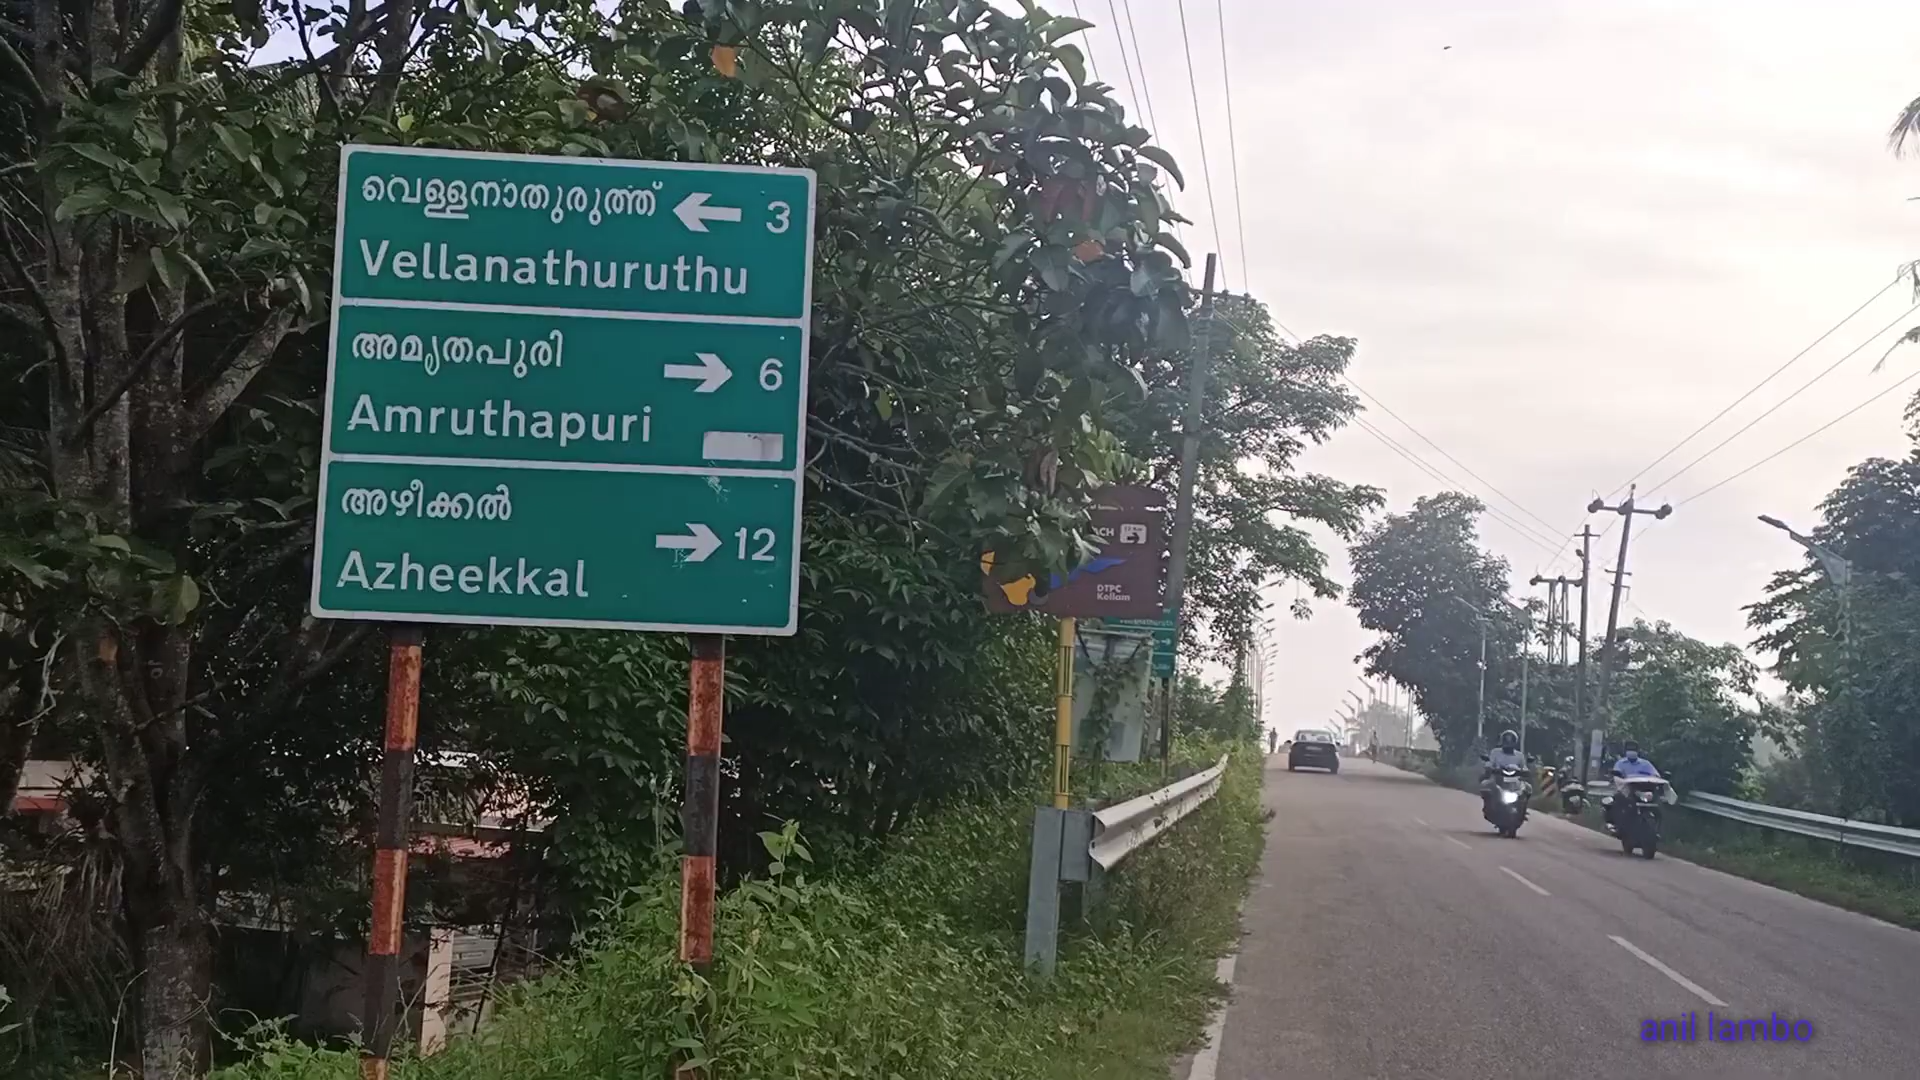 വെള്ളനാതുരുത്ത് ← 3
Vellanathuruthu
അമൃതപുരി → 6
Amruthapuri
അഴീക്കൽ → 12
Azheekkal
DTPC
Kollam
anil lambo